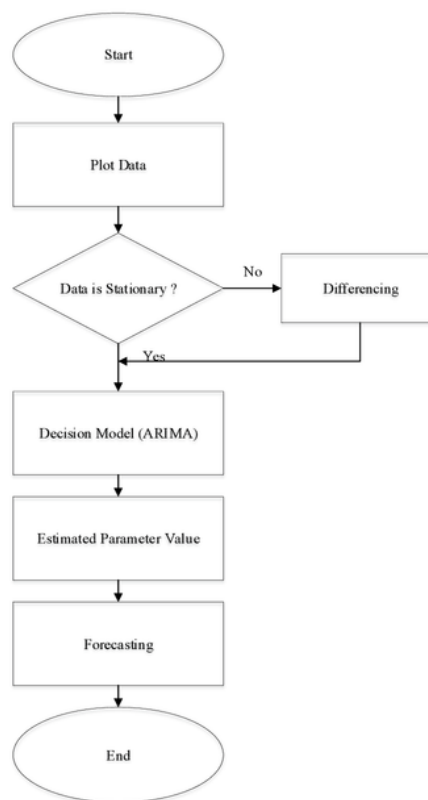 Start
Plot Data
Data is Stationary ?
No
Differencing
Yes
Decision Model (ARIMA)
Estimated Parameter Value
Forecasting
End